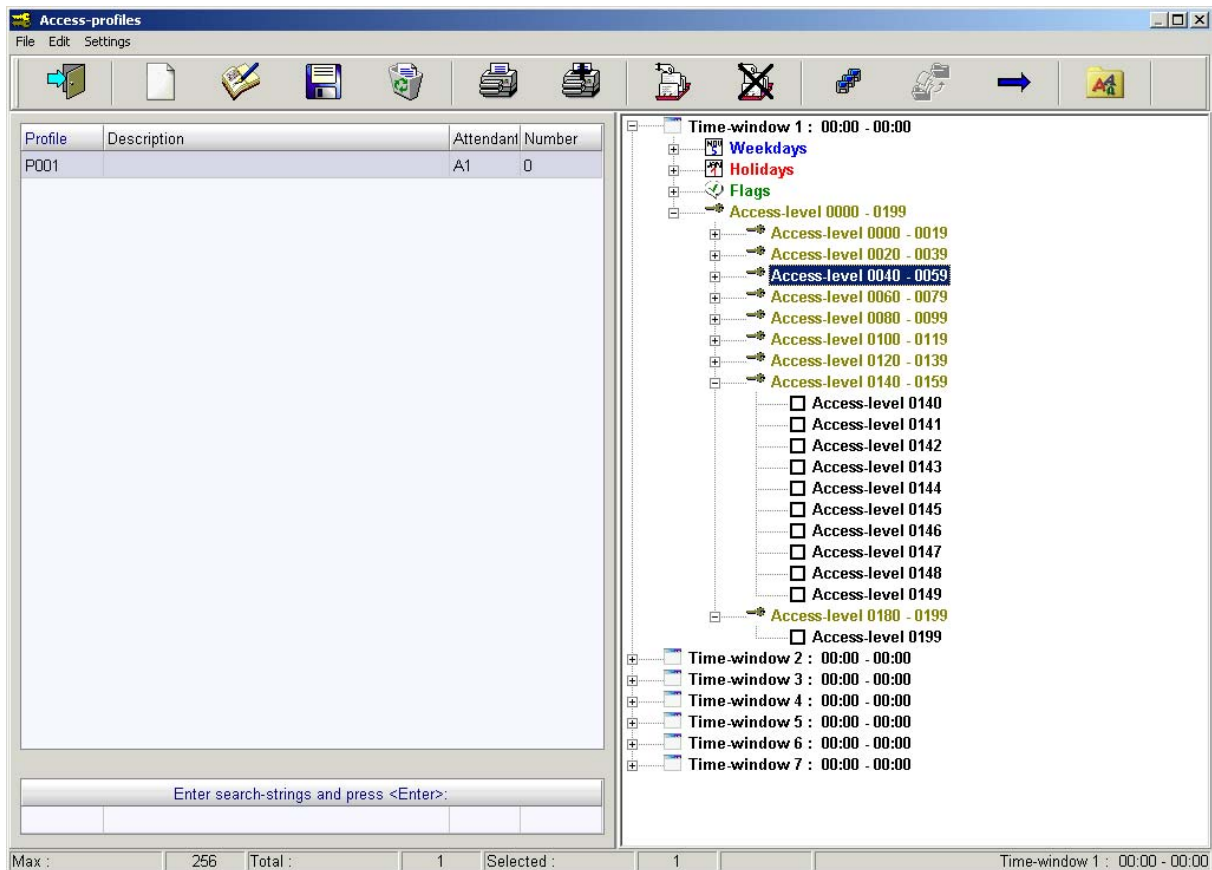 Access-profiles
File Edit Settings
Profile Description Attendant Number
P001 A1 0
Enter search-strings and press <Enter>:
Time-window 1 : 00:00 - 00:00
Weekdays
Holidays
Flags
Access-level 0000 - 0199
Access-level 0000 - 0019
Access-level 0020 - 0039
Access-level 0040 - 0059
Access-level 0060 - 0079
Access-level 0080 - 0099
Access-level 0100 - 0119
Access-level 0120 - 0139
Access-level 0140 - 0159
Access-level 0140
Access-level 0141
Access-level 0142
Access-level 0143
Access-level 0144
Access-level 0145
Access-level 0146
Access-level 0147
Access-level 0148
Access-level 0149
Access-level 0180 - 0199
Access-level 0199
Time-window 2 : 00:00 - 00:00
Time-window 3 : 00:00 - 00:00
Time-window 4 : 00:00 - 00:00
Time-window 5 : 00:00 - 00:00
Time-window 6 : 00:00 - 00:00
Time-window 7 : 00:00 - 00:00
Max : 256 Total : 1 Selected : 1 Time-window 1 : 00:00 - 00:00